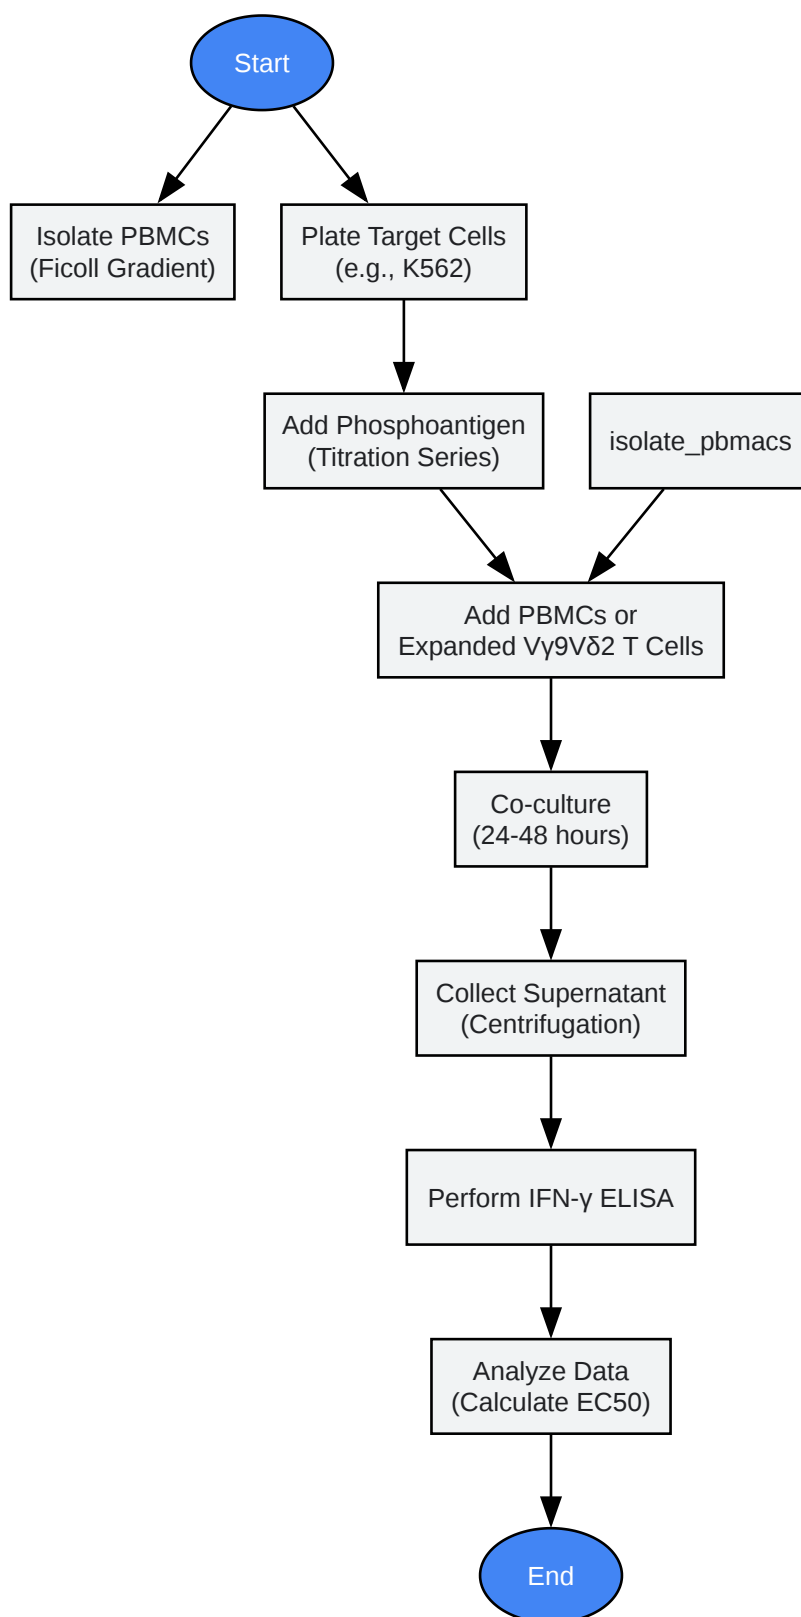 Start
Isolate PBMCs
(Ficoll Gradient)
Plate Target Cells
(e.g., K562)
Add Phosphoantigen
(Titration Series)
isolate_pbmacs
Add PBMCs or
Expanded Vγ9Vδ2 T Cells
Co-culture
(24-48 hours)
Collect Supernatant
(Centrifugation)
Perform IFN-γ ELISA
Analyze Data
(Calculate EC50)
End